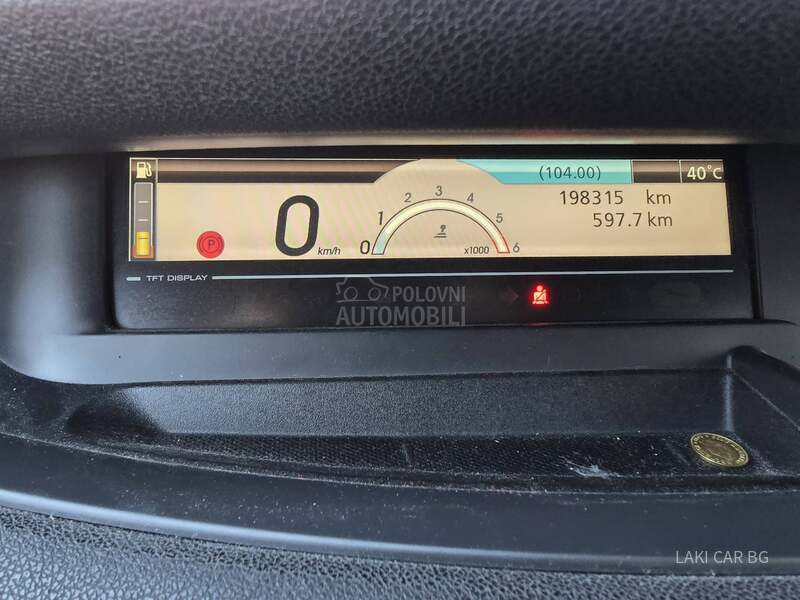 (104.00)
40°C
198315 km
597.7 km
0 km/h
P
0 1 2 3 4 5 6
x1000
TFT DISPLAY
POLOVNI
AUTOMOBILI
LAKI CAR BG